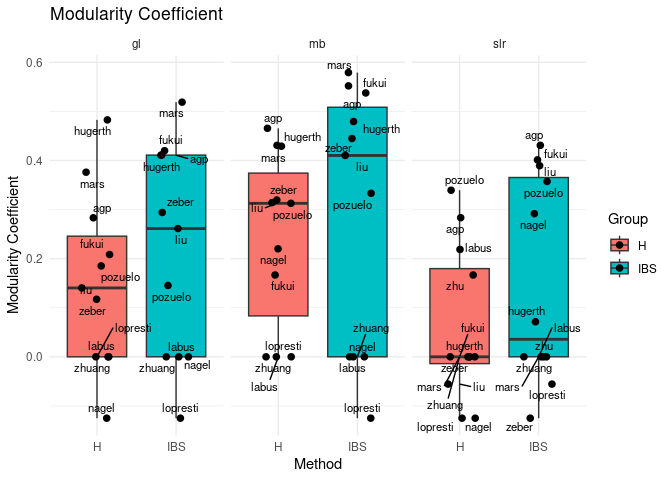 Modularity Coefficient
gl
mb
slr
0.6
0.4
0.2
0.0
Modularity Coefficient
hugerth
mars
agp
fukui
pozuelo
liu
zeber
lopresti
labus
zhuang
nagel
mars
fukui
agp
hugerth
zeber
liu
pozuelo
labus
zhuang
nagel
lopresti
agp
hugerth
mars
zeber
liu
pozuelo
nagel
fukui
lopresti
zhuang
labus
mars
fukui
agp
hugerth
zeber
liu
pozuelo
zhuang
nagel
labus
lopresti
pozuelo
agp
labus
zhu
fukui
hugerth
zeber
mars
liu
zhuang
lopresti
nagel
agp
fukui
liu
pozuelo
nagel
hugerth
labus
zhu
zhuang
mars
lopresti
zeber
H
IBS
H
IBS
H
IBS
Method
Group
H
IBS